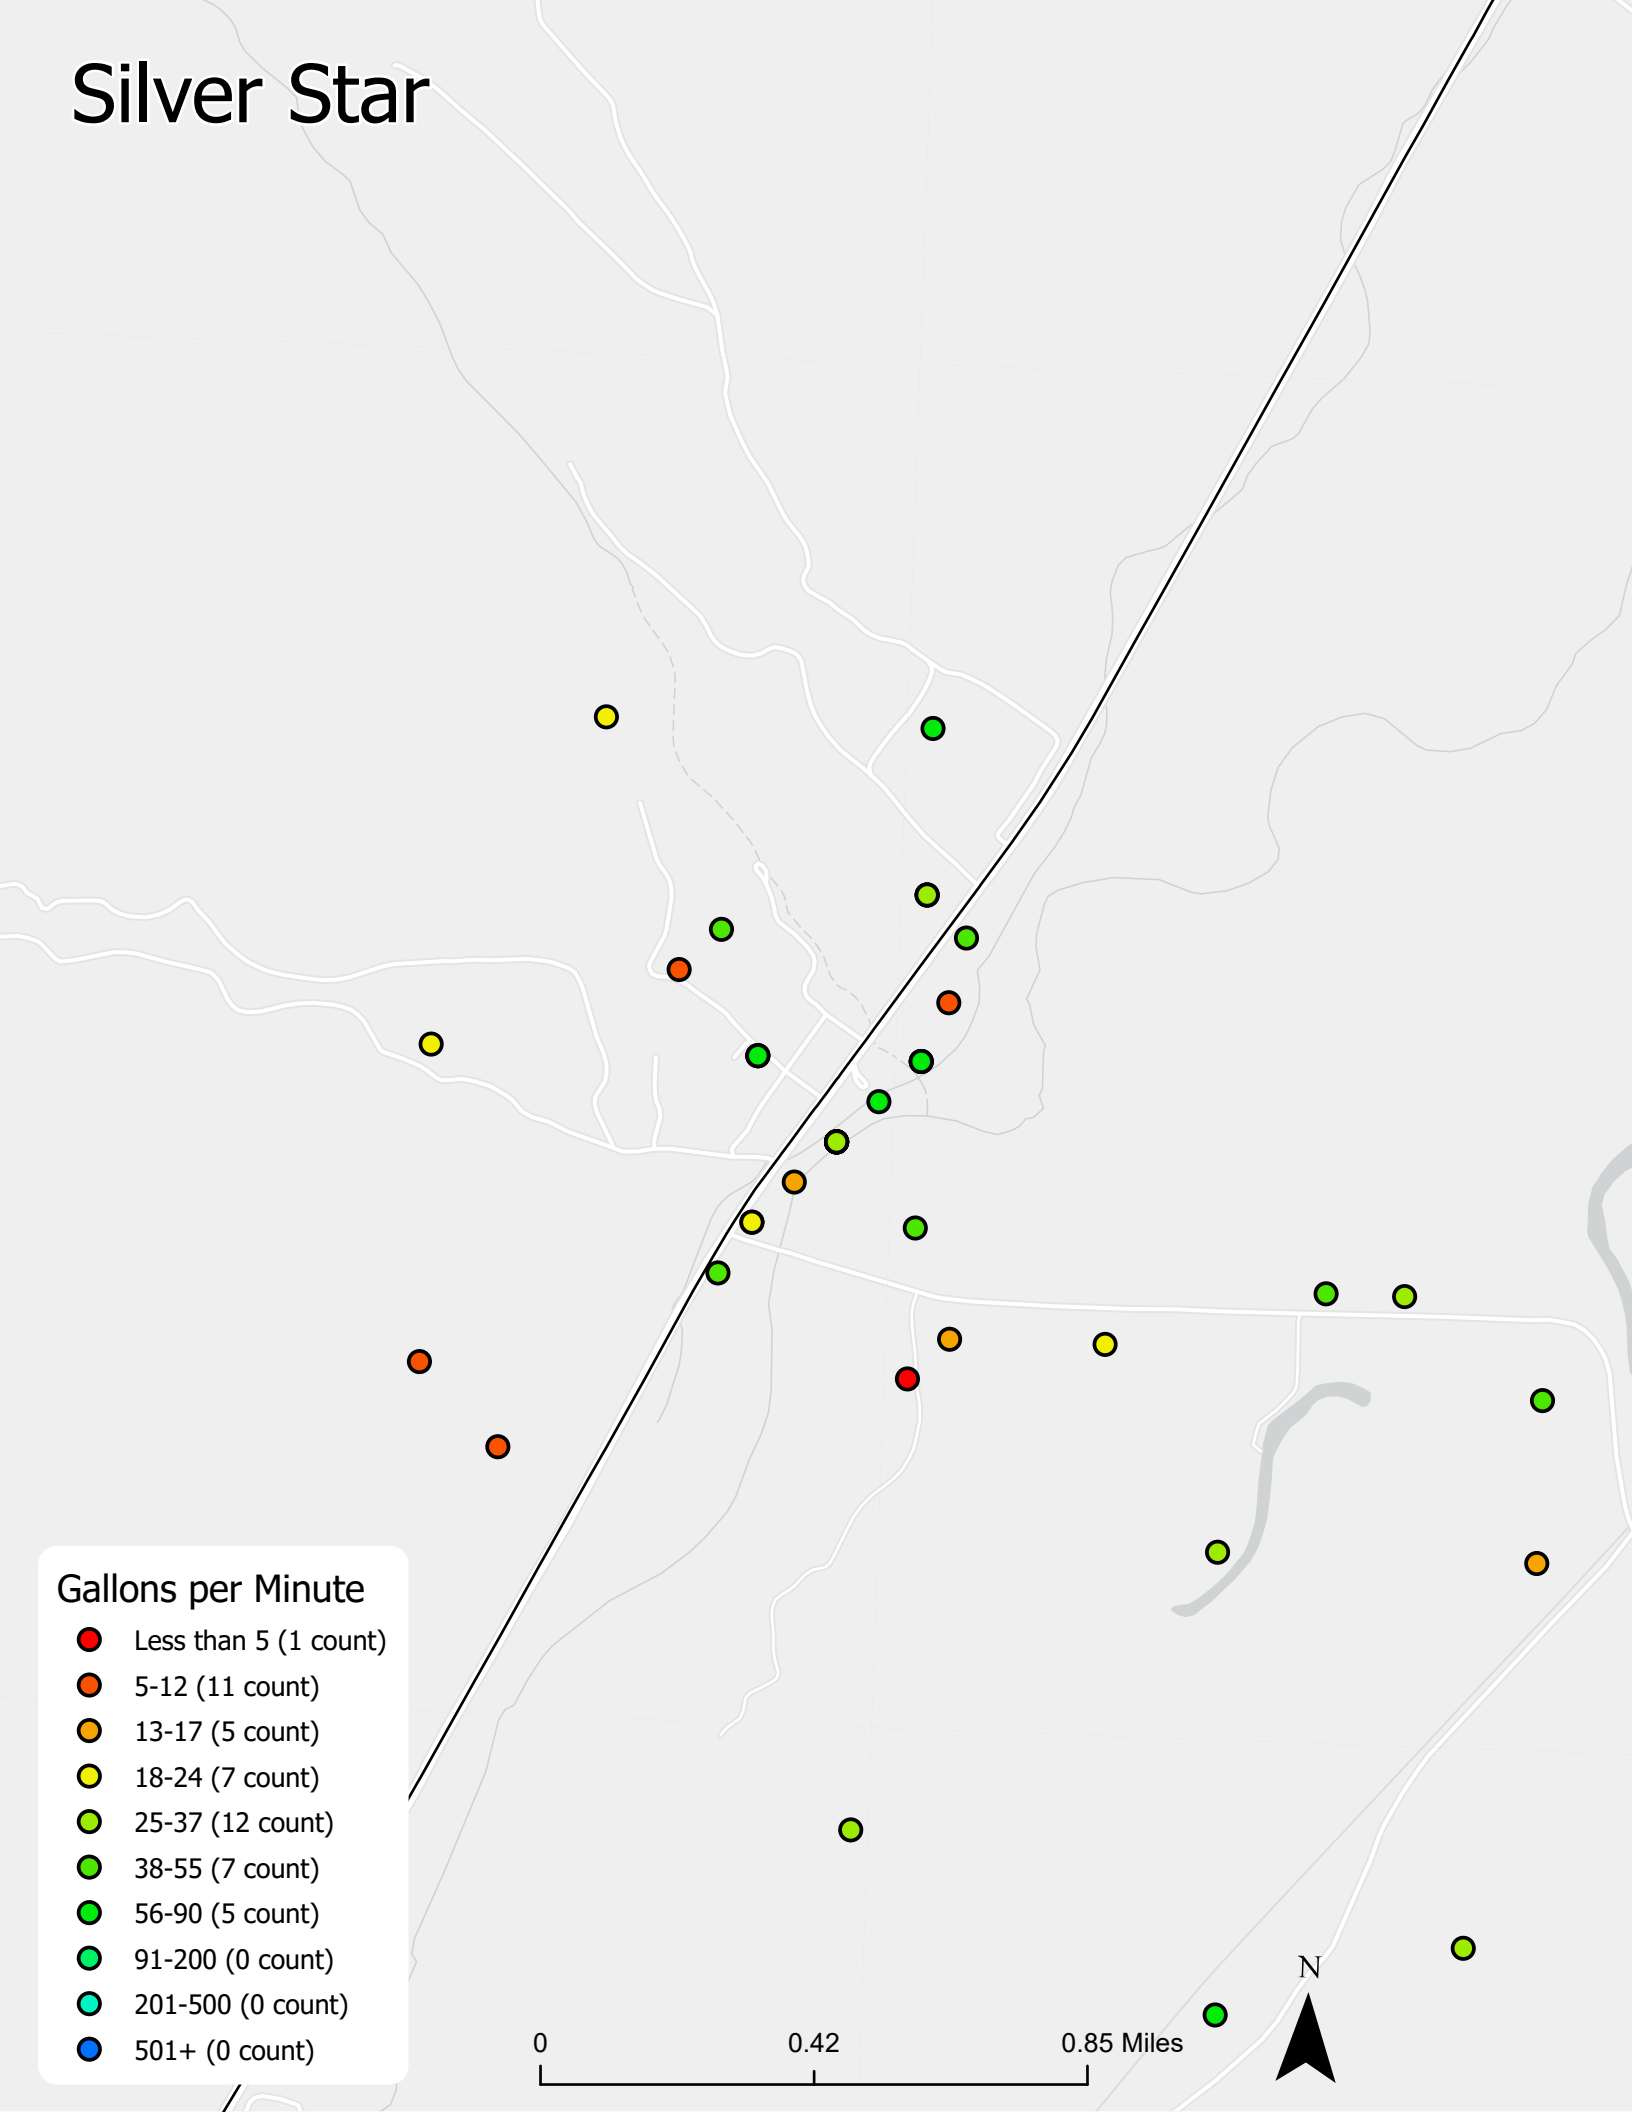 Silver Star
Gallons per Minute
Less than 5 (1 count)
5-12 (11 count)
13-17 (5 count)
18-24 (7 count)
25-37 (12 count)
38-55 (7 count)
56-90 (5 count)
91-200 (0 count)
201-500 (0 count)
501+ (0 count)
0 0.42 0.85 Miles
N